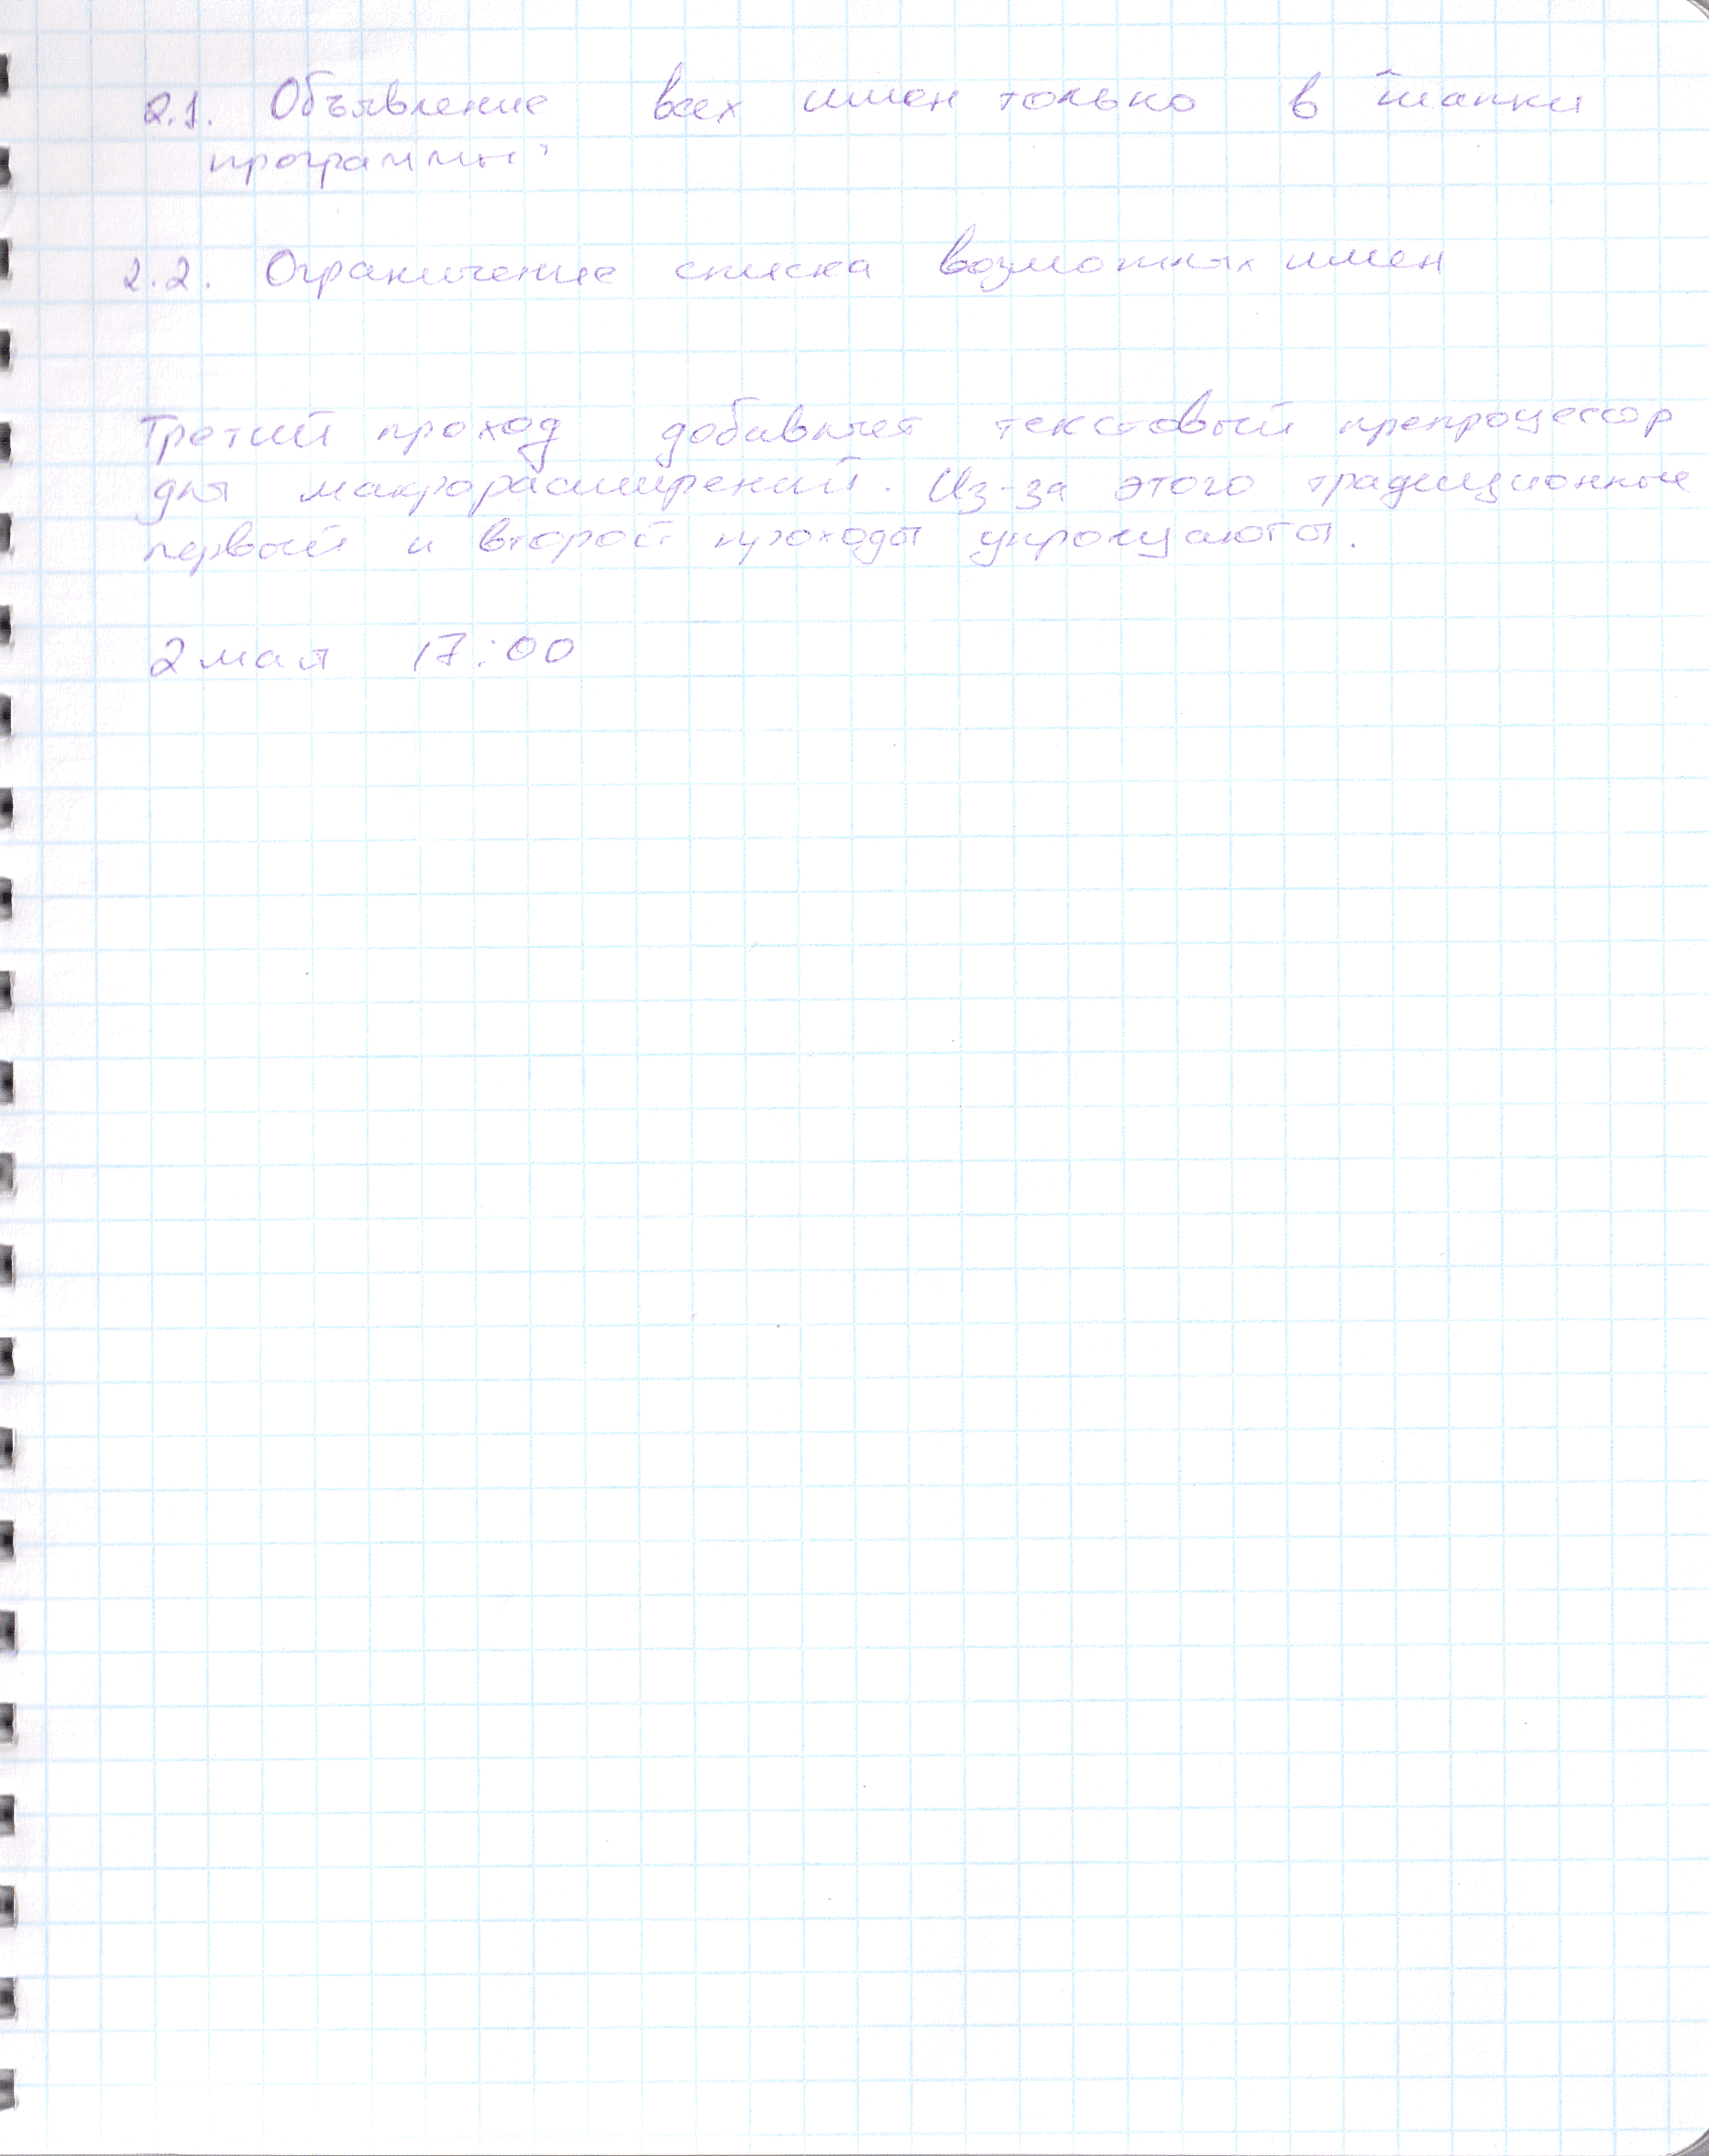 2.1. Объявление всех имен только в шапки
программы
2.2. Ограничение списка возможных имен
Третий проход добавляет текстовый препроцессор
для макрорасширений. Из-за этого традиционные
первый и второй проходы упрощаются.
2 мая 17:00